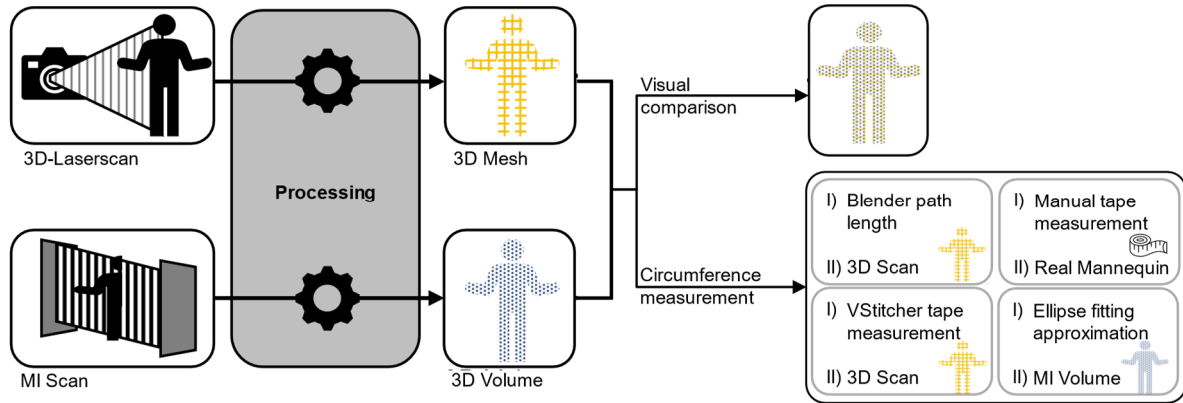 3D-Laserscan
Processing
3D Mesh
MI Scan
3D Volume
Visual
comparison
Circumference
measurement
I) Blender path
length
II) 3D Scan
I) Manual tape
measurement
II) Real Mannequin
I) VStitcher tape
measurement
II) 3D Scan
I) Ellipse fitting
approximation
II) MI Volume